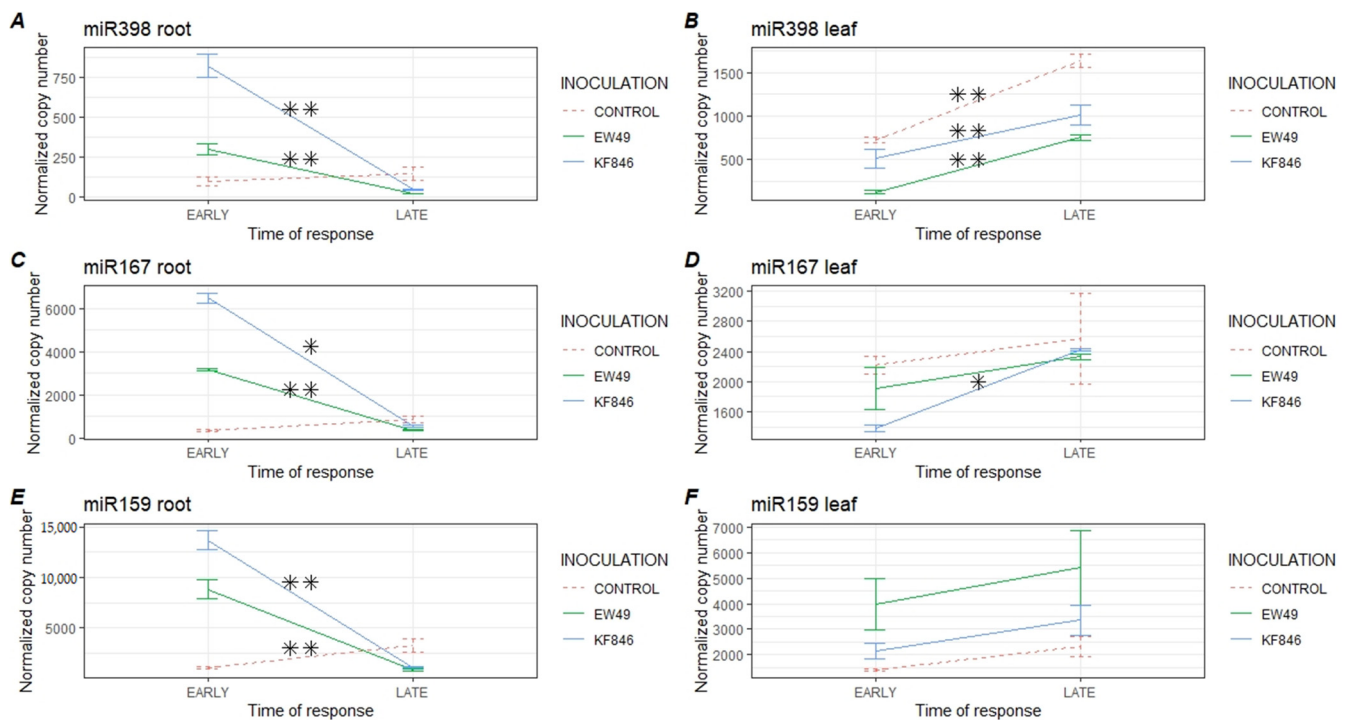 A miR398 root
Normalized copy number
750
500
250
0
EARLY LATE
Time of response
INOCULATION
CONTROL
EW49
KF846
B miR398 leaf
Normalized copy number
1500
1000
500
EARLY LATE
Time of response
INOCULATION
CONTROL
EW49
KF846
C miR167 root
Normalized copy number
6000
4000
2000
0
EARLY LATE
Time of response
INOCULATION
CONTROL
EW49
KF846
D miR167 leaf
Normalized copy number
3200
2800
2400
2000
1600
EARLY LATE
Time of response
INOCULATION
CONTROL
EW49
KF846
E miR159 root
Normalized copy number
15,000
10,000
5000
EARLY LATE
Time of response
INOCULATION
CONTROL
EW49
KF846
F miR159 leaf
Normalized copy number
7000
6000
5000
4000
3000
2000
EARLY LATE
Time of response
INOCULATION
CONTROL
EW49
KF846